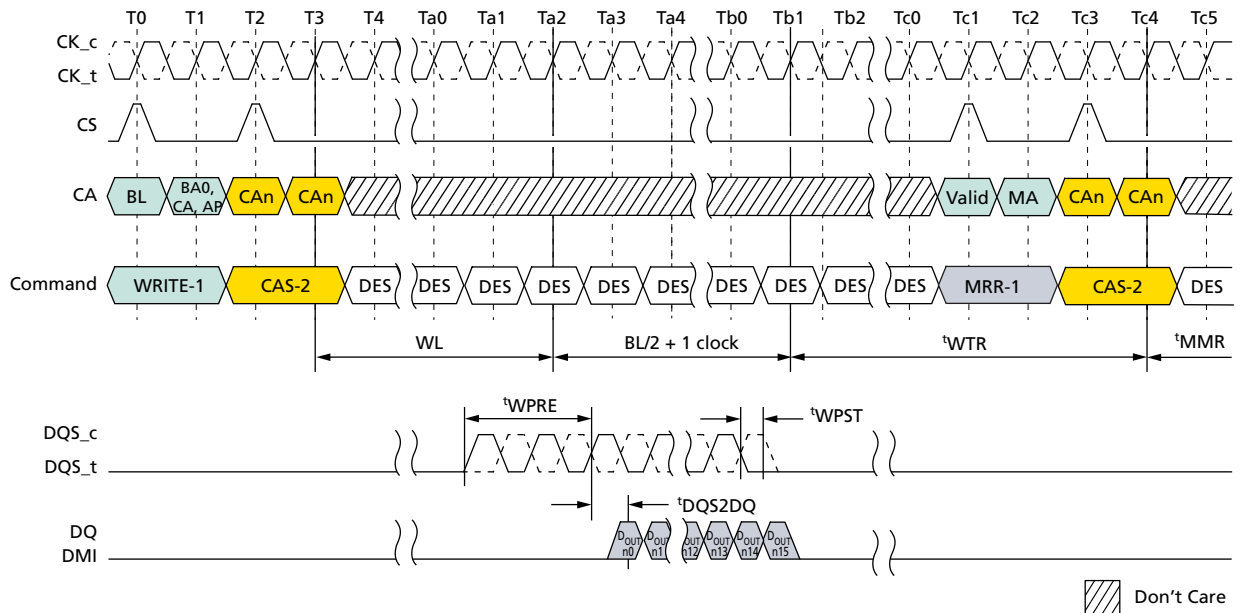 T0 T1 T2 T3 T4 Ta0 Ta1 Ta2 Ta3 Ta4 Tb0 Tb1 Tb2 Tc0 Tc1 Tc2 Tc3 Tc4 Tc5
CK_c
CK_t
CS
CA BL BA0, CA, AP CAn CAn Valid MA CAn CAn
Command WRITE-1 CAS-2 DES DES DES DES DES DES DES DES DES DES MRR-1 CAS-2 DES
WL BL/2 + 1 clock tWTR tMMR
tWPRE tWPST
DQS_c
DQS_t
tDQS2DQ
DQ
DMI
DOUT n0 DOUT n1 DOUT n12 DOUT n13 DOUT n14 DOUT n15
Don't Care